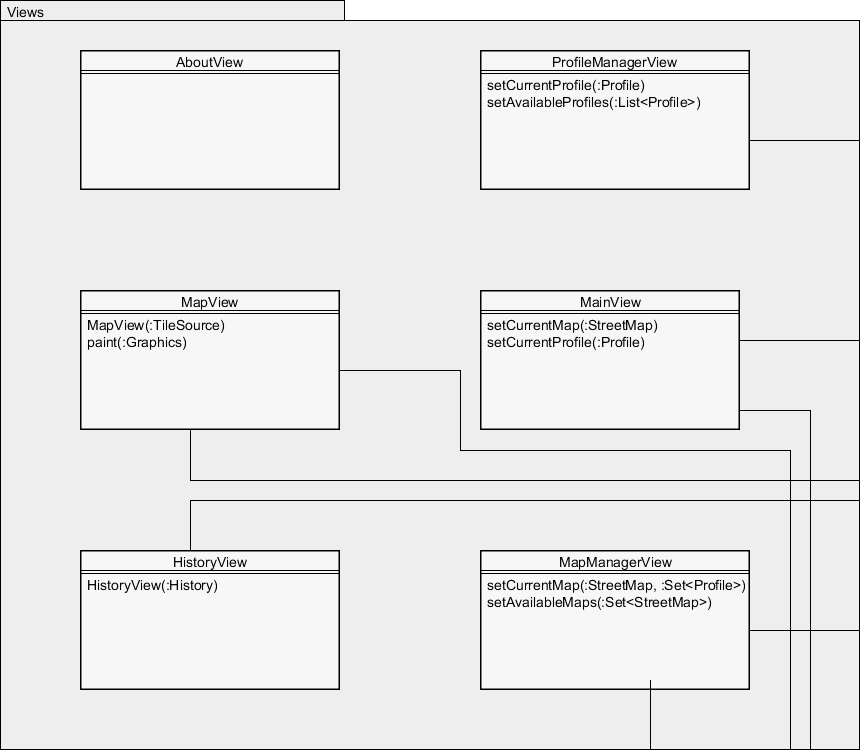 Views
AboutView
ProfileManagerView
setCurrentProfile(:Profile)
setAvailableProfiles(:List<Profile>)
MapView
MapView(:TileSource)
paint(:Graphics)
MainView
setCurrentMap(:StreetMap)
setCurrentProfile(:Profile)
HistoryView
HistoryView(:History)
MapManagerView
setCurrentMap(:StreetMap, :Set<Profile>)
setAvailableMaps(:Set<StreetMap>)